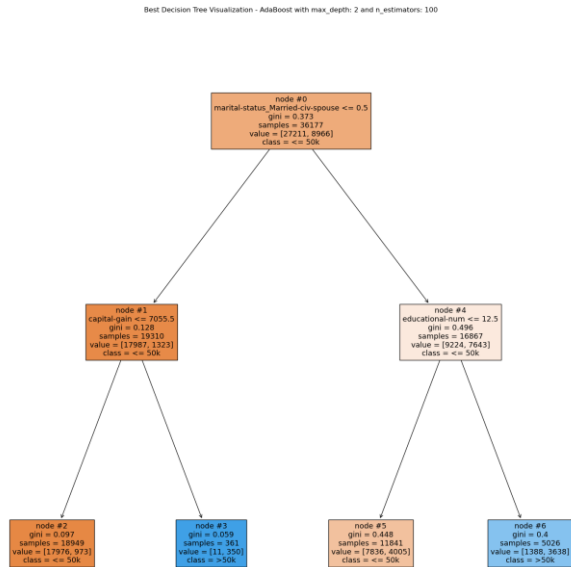 Best Decision Tree Visualization - AdaBoost with max_depth: 2 and n_estimators: 100
node #0
marital-status_Married-civ-spouse <= 0.5
gini = 0.373
samples = 36177
value = [27211, 8966]
class = <= 50k
node #1
capital-gain <= 7055.5
gini = 0.128
samples = 19310
value = [17987, 1323]
class = <= 50k
node #4
educational-num <= 12.5
gini = 0.496
samples = 16867
value = [9224, 7643]
class = <= 50k
node #2
gini = 0.097
samples = 18949
value = [17976, 973]
class = <= 50k
node #3
gini = 0.059
samples = 361
value = [11, 350]
class = >50k
node #5
gini = 0.448
samples = 11841
value = [7836, 4005]
class = <= 50k
node #6
gini = 0.4
samples = 5026
value = [1388, 3638]
class = >50k